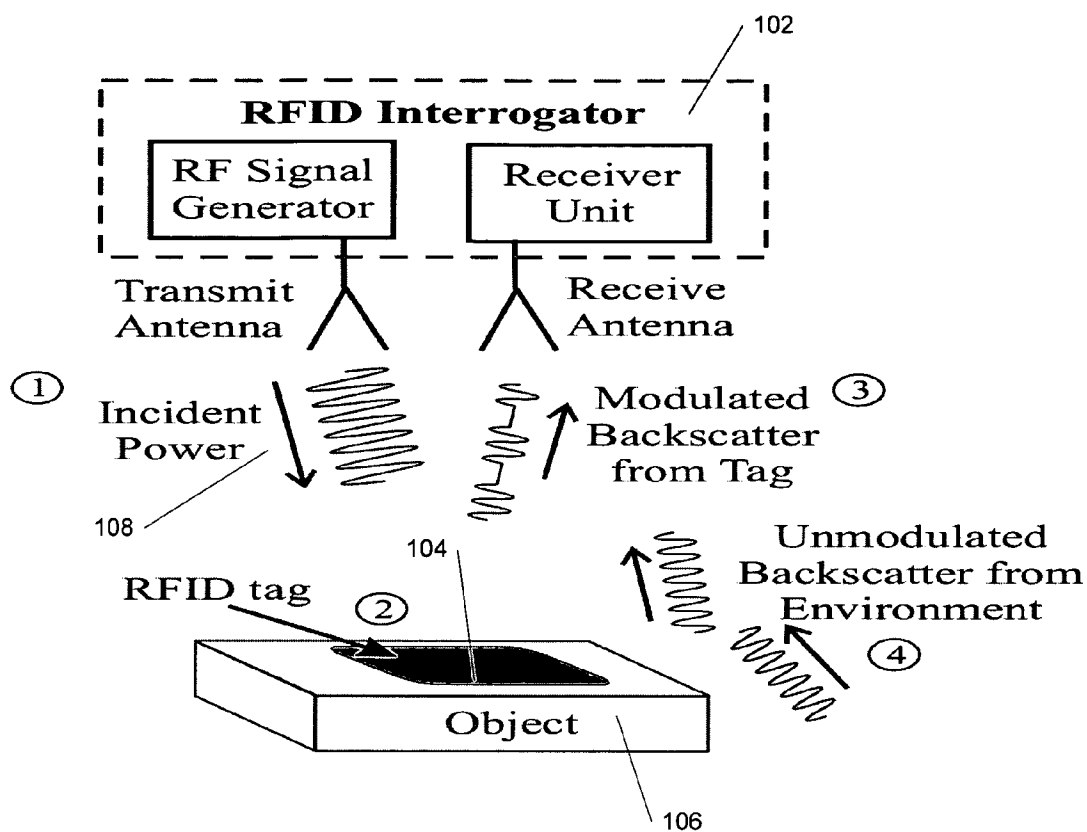 102
RFID Interrogator
RF Signal
Generator
Receiver
Unit
Transmit
Antenna
Receive
Antenna
1
Incident
Power
108
Modulated
Backscatter
from Tag
3
104
Unmodulated
Backscatter from
Environment
4
RFID tag
2
Object
106